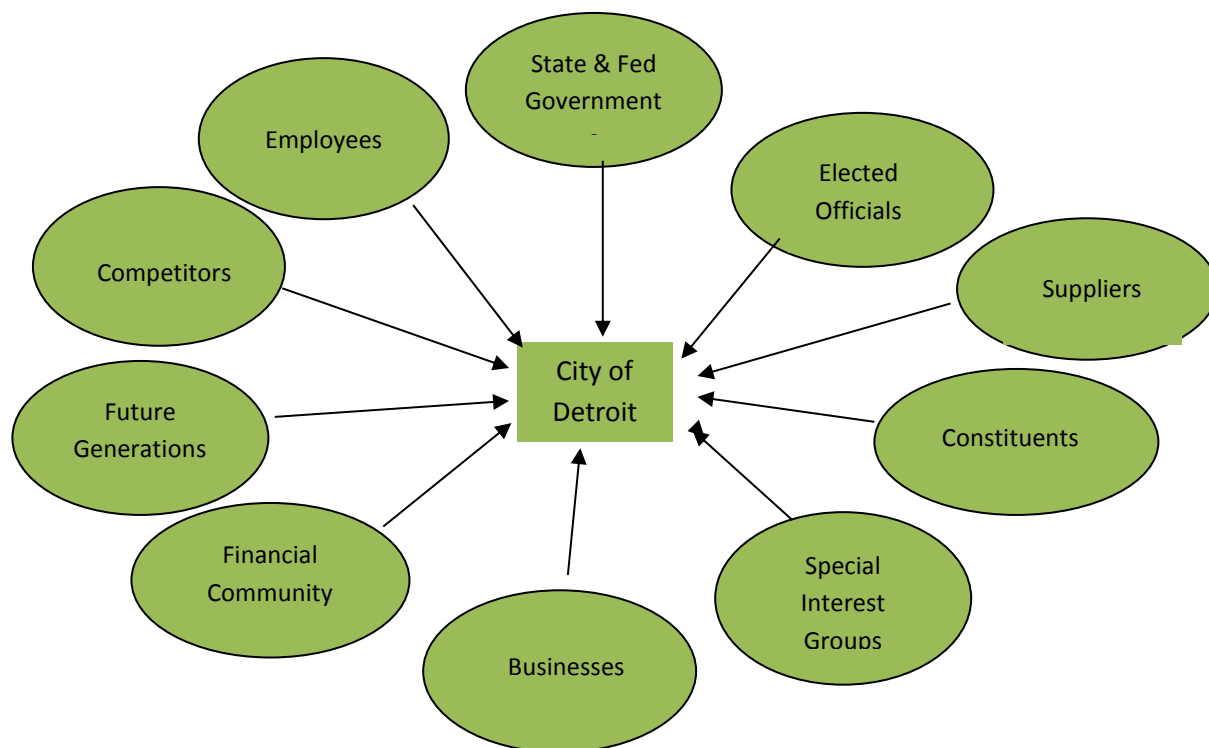 State & Fed
Government
Employees
Elected
Officials
Competitors
Suppliers
City of
Detroit
Future
Generations
Constituents
Financial
Community
Special
Interest
Groups
Businesses